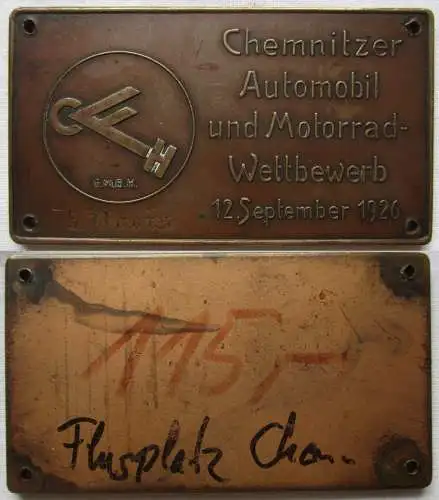 Chemnitzer
Automobil
und Motorrad-
Wettbewerb
12. September 1926
G.M.B.H.
115,-
Flugplatz Chem.